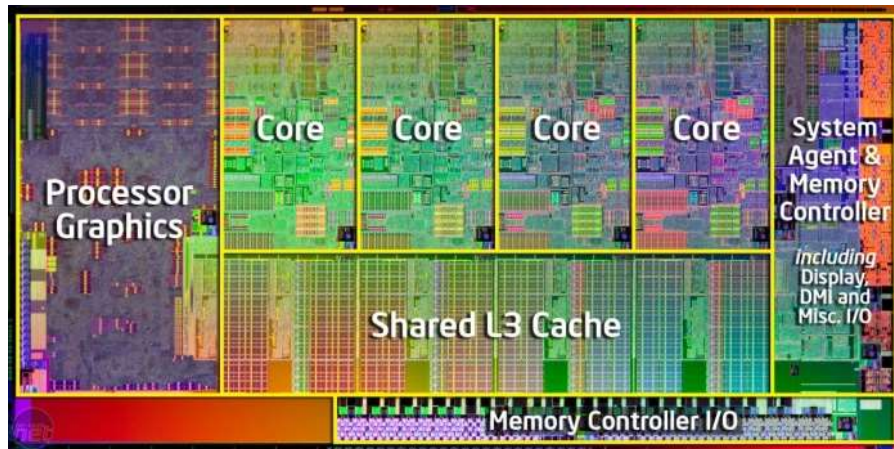 Processor
Graphics
Core
Core
Core
Core
System
Agent &
Memory
Controller
including
Display,
DMI and
Misc. I/O
Shared L3 Cache
Memory Controller I/O
net